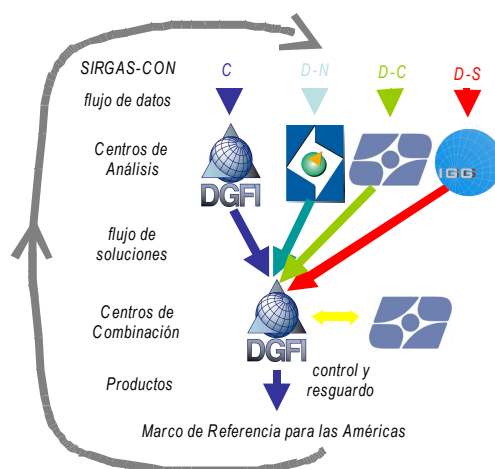 SIRGAS-CON C D-N D-C D-S
flujo de datos
Centros de
Análisis
DGFI
IGG
flujo de
soluciones
Centros de
Combinación
DGFI
Productos
control y
resguardo
Marco de Referencia para las Américas